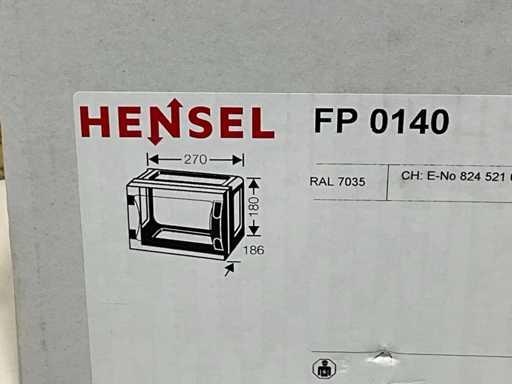 HENSEL
FP 0140
270
180
186
RAL 7035
CH: E-No 824 521